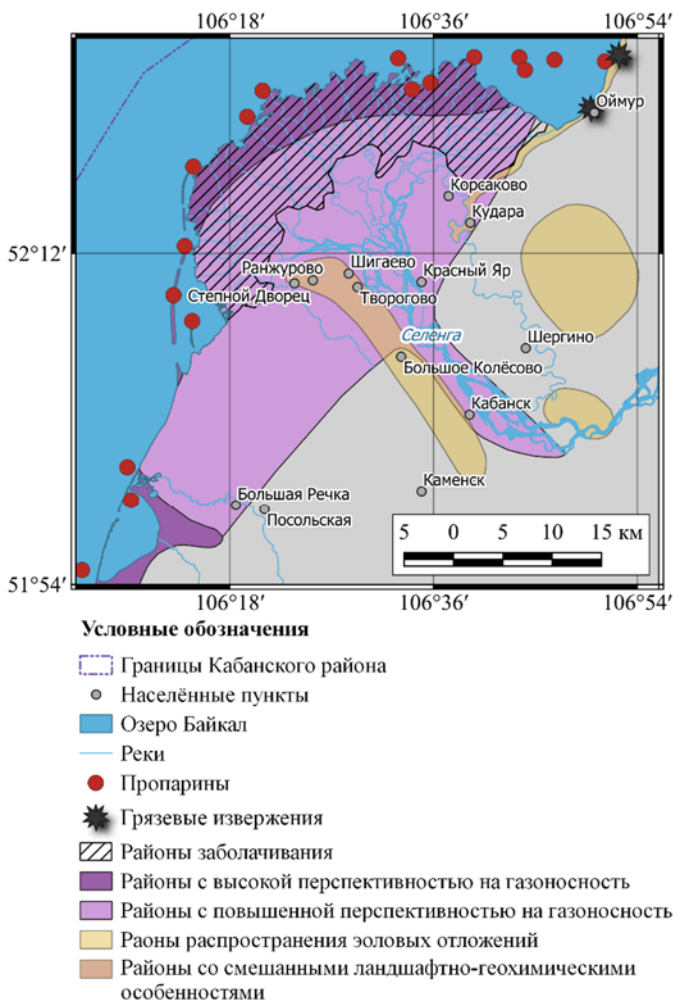 106°18′ 106°36′ 106°54′
Оймур
Корсаково
Кудара
52°12′
Ранжурово
Шигаево
Красный Яр
Степной Дворец
Творогово
Селенга
Шергино
Большое Колёсово
Кабанск
Каменск
Большая Речка
Посольская
5 0 5 10 15 км
51°54′
106°18′ 106°36′ 106°54′
Условные обозначения
Границы Кабанского района
Населённые пункты
Озеро Байкал
Реки
Пропарины
Грязевые извержения
Районы заболачивания
Районы с высокой перспективностью на газоносность
Районы с повышенной перспективностью на газоносность
Раоны распространения эоловых отложений
Районы со смешанными ландшафтно-геохимическими
особенностями